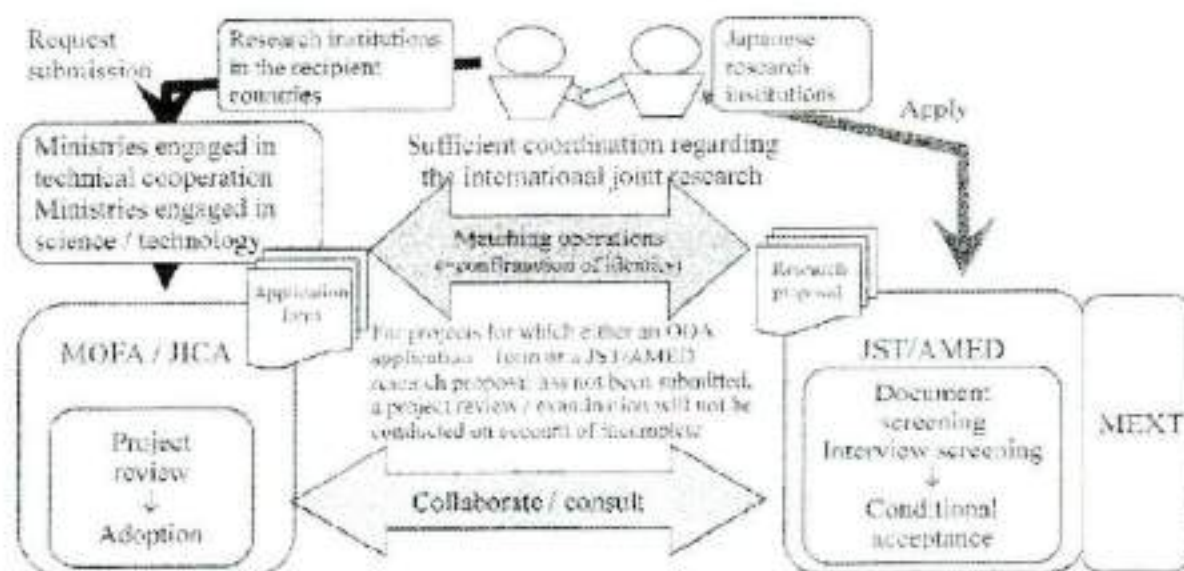 Request
submission
Research institutions
in the recipient
countries
Japanese
research
institutions
Apply
Ministries engaged in
technical cooperation
Ministries engaged in
science / technology
Sufficient coordination regarding
the international joint research
Matching operations
(=confirmation of identity)
Application
form
Research
proposal
MOFA / JICA
For projects for which either an ODA
application form or a JST/AMED
research proposal has not been submitted,
a project review / examination will not be
conducted on account of incomplete
JST/AMED
MEXT
Project
review
↓
Adoption
Document
screening
Interview screening
↓
Conditional
acceptance
Collaborate / consult